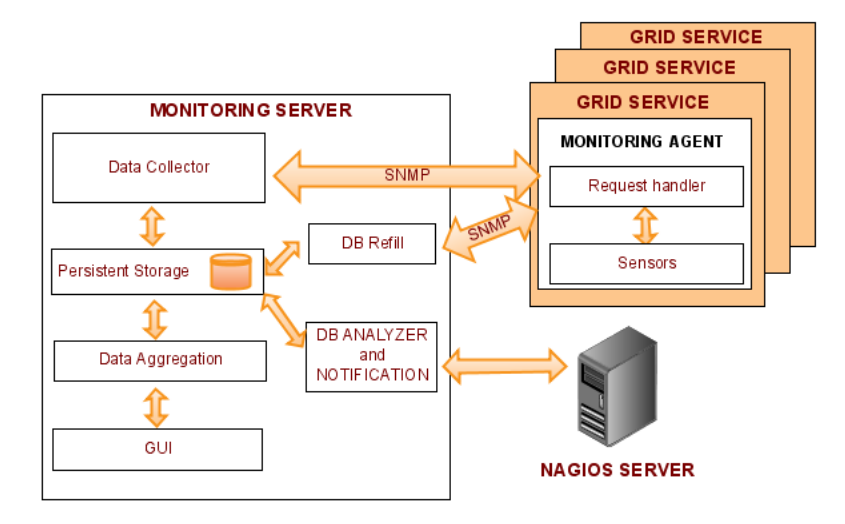 GRID SERVICE
GRID SERVICE
GRID SERVICE
MONITORING SERVER
MONITORING AGENT
Data Collector
SNMP
Request handler
SNMP
DB Refill
Persistent Storage
Sensors
DB ANALYZER
and
NOTIFICATION
Data Aggregation
GUI
NAGIOS SERVER